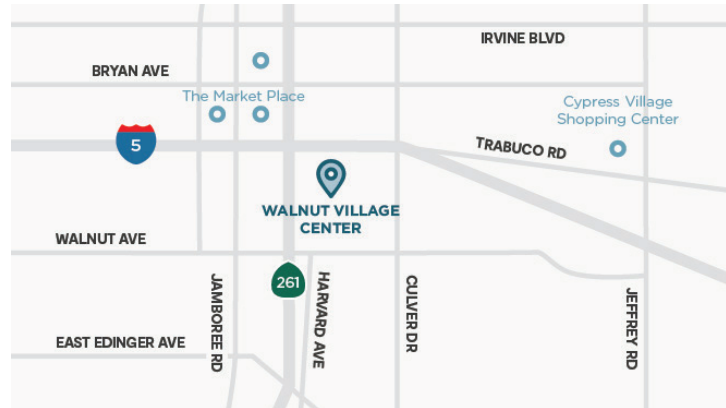 IRVINE BLVD
BRYAN AVE
The Market Place
Cypress Village
Shopping Center
5
TRABUCO RD
WALNUT VILLAGE
CENTER
WALNUT AVE
261
JAMBOREE RD
HARVARD AVE
CULVER DR
JEFFREY RD
EAST EDINGER AVE